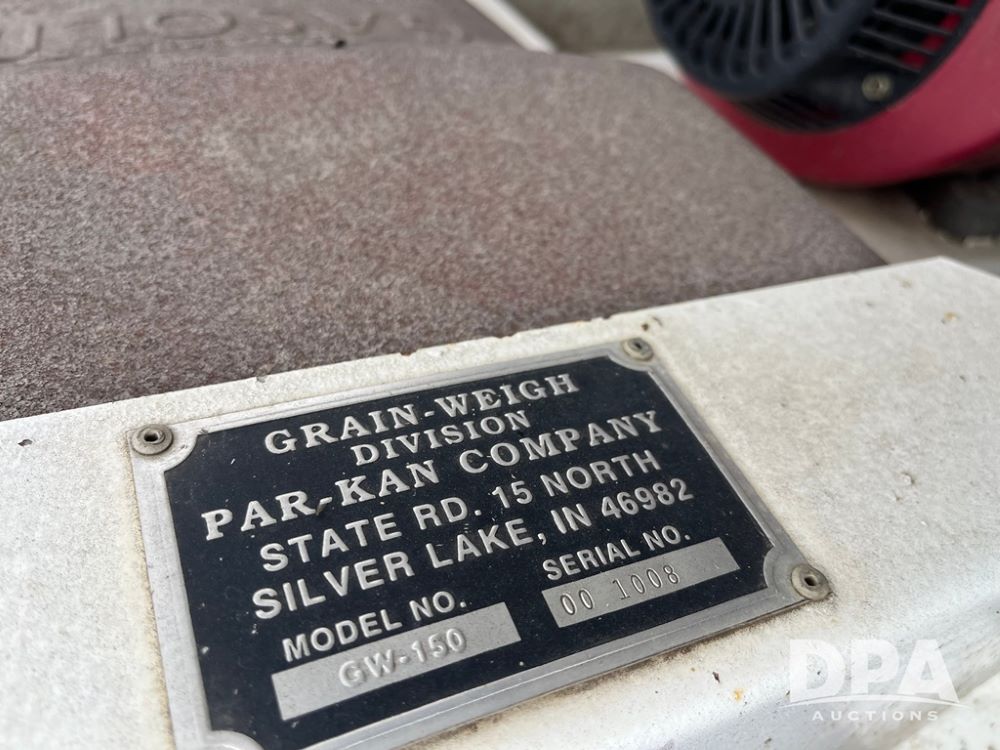 GRAIN-WEIGH
DIVISION
PAR-KAN COMPANY
STATE RD. 15 NORTH
SILVER LAKE, IN 46982
MODEL NO.
SERIAL NO.
GW-150
00 1008
DPA
AUCTIONS